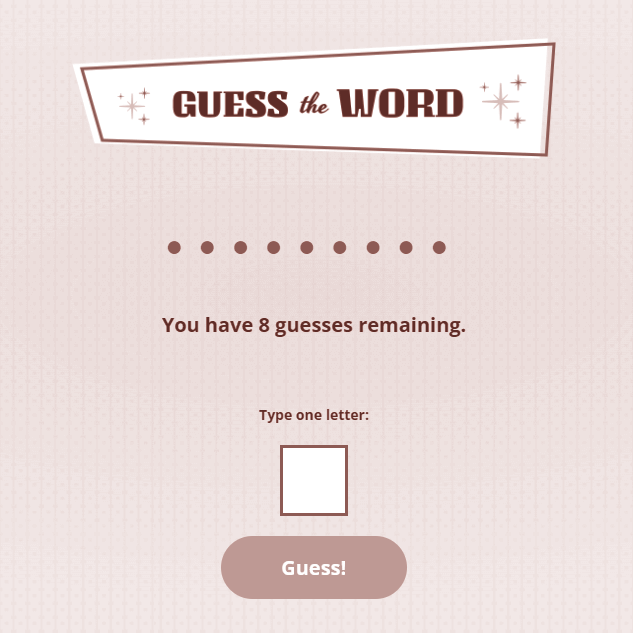 GUESS the WORD
● ● ● ● ● ● ● ● ●
You have 8 guesses remaining.
Type one letter:
Guess!